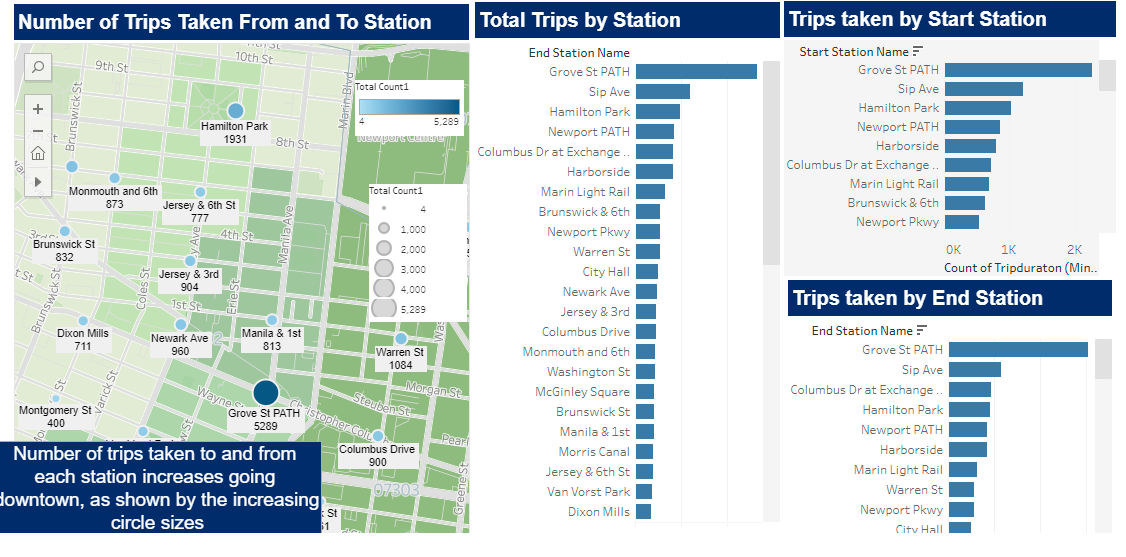 Number of Trips Taken From and To Station
10th St
9th St
Brunswick St
Marin Blvd
Total Count1
4 5,289
Newport Centre
Hamilton Park
1931
8th St
Monmouth and 6th
873
Jersey & 6th St
777
Total Count1
4
1,000
2,000
3,000
4,000
5,289
Manila Ave
4th St
Brunswick St
832
Jersey & 3rd
904
Coles St
Erie St
1st St
Brunswick St
Dixon Mills
711
Newark Ave
960
Manila & 1st
813
Warren St
1084
Varick St
Wayne St
Steuben St
Morgan St
Montgomery St
400
Grove St PATH
5289
Columbus Drive
900
Greene St
07303
Number of trips taken to and from
each station increases going
downtown, as shown by the increasing
circle sizes
Total Trips by Station
End Station Name
Grove St PATH
Sip Ave
Hamilton Park
Newport PATH
Columbus Dr at Exchange ..
Harborside
Marin Light Rail
Brunswick & 6th
Newport Pkwy
Warren St
City Hall
Newark Ave
Jersey & 3rd
Columbus Drive
Monmouth and 6th
Washington St
McGinley Square
Brunswick St
Manila & 1st
Morris Canal
Jersey & 6th St
Van Vorst Park
Dixon Mills
Trips taken by Start Station
Start Station Name
Grove St PATH
Sip Ave
Hamilton Park
Newport PATH
Harborside
Columbus Dr at Exchange ..
Marin Light Rail
Brunswick & 6th
Newport Pkwy
0K 1K 2K
Count of Tripduraton (Min..
Trips taken by End Station
End Station Name
Grove St PATH
Sip Ave
Columbus Dr at Exchange ..
Hamilton Park
Newport PATH
Harborside
Marin Light Rail
Warren St
Newport Pkwy
City Hall